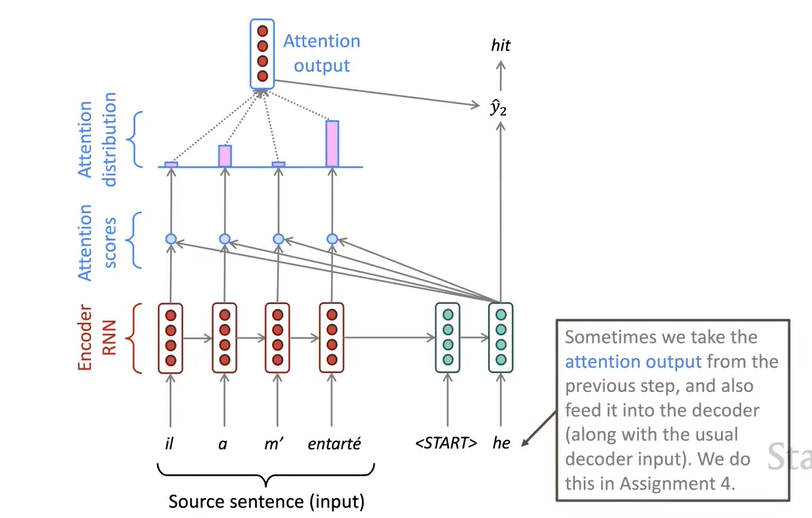 Attention
output
hit
ŷ₂
Attention
distribution
Attention
scores
Encoder
RNN
il
a
m’
entarté
<START>
he
Source sentence (input)
Sometimes we take the
attention output from the
previous step, and also
feed it into the decoder
(along with the usual
decoder input). We do
this in Assignment 4.
Sta